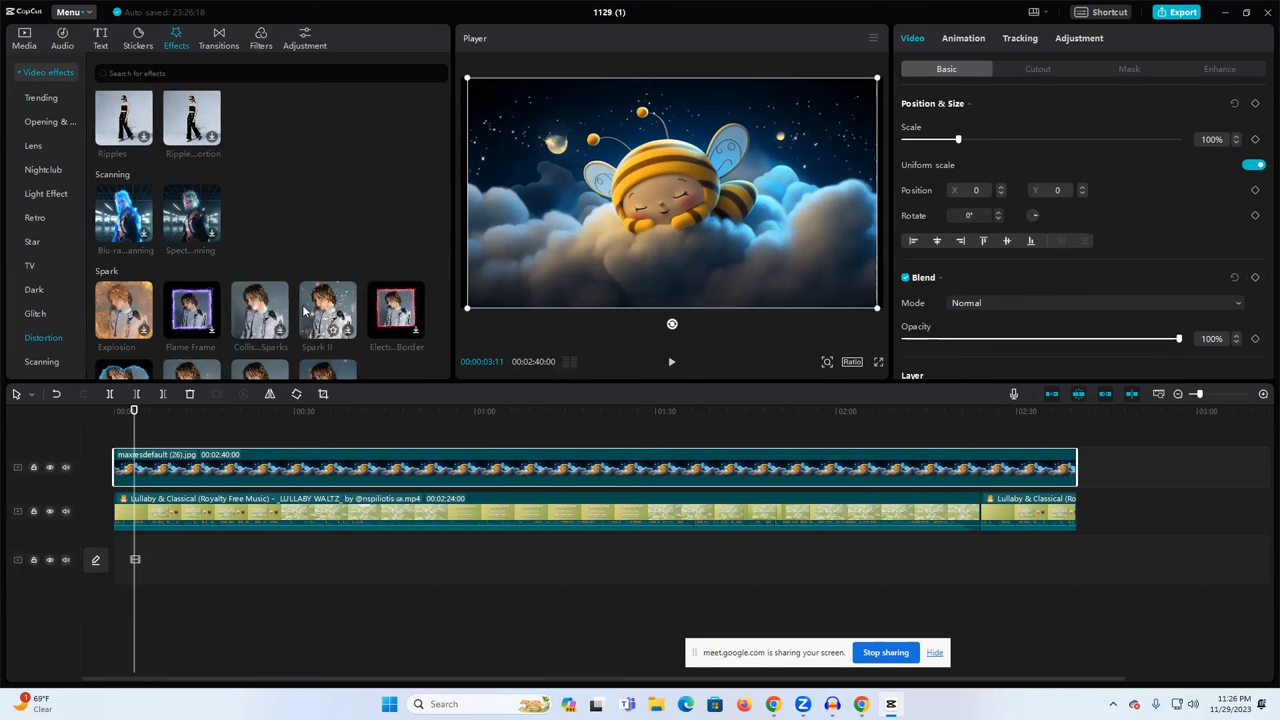 CapCut Menu Auto saved: 23:26:18 1129 (1) Shortcut Export
Media Audio Text Stickers Effects Transitions Filters Adjustment
Video effects
Search for effects
Trending
Opening & ...
Lens
Nightclub
Light Effect
Retro
Star
TV
Dark
Glitch
Distortion
Scanning
Ripples Ripple...ortion
Scanning
Blu-ra...anning Spect...nning
Spark
Explosion Flame Frame Collis...Sparks Spark II Electr...Border
Player
00:00:03:11 00:02:40:00 Ratio
Video Animation Tracking Adjustment
Basic Cutout Mask Enhance
Position & Size
Scale
100%
Uniform scale
Position X 0 Y 0
Rotate 0°
Blend
Mode Normal
Opacity
100%
Layer
00:00 00:30 01:00 01:30 02:00 02:30 03:00
maxresdefault (26).jpg 00:02:40:00
Lullaby & Classical (Royalty Free Music) - _LULLABY WALTZ_ by @nspiliotis 🎮.mp4 00:02:24:00 Lullaby & Classical (Ro
meet.google.com is sharing your screen. Stop sharing Hide
1
69°F
Clear
Search
11:26 PM
11/29/2023